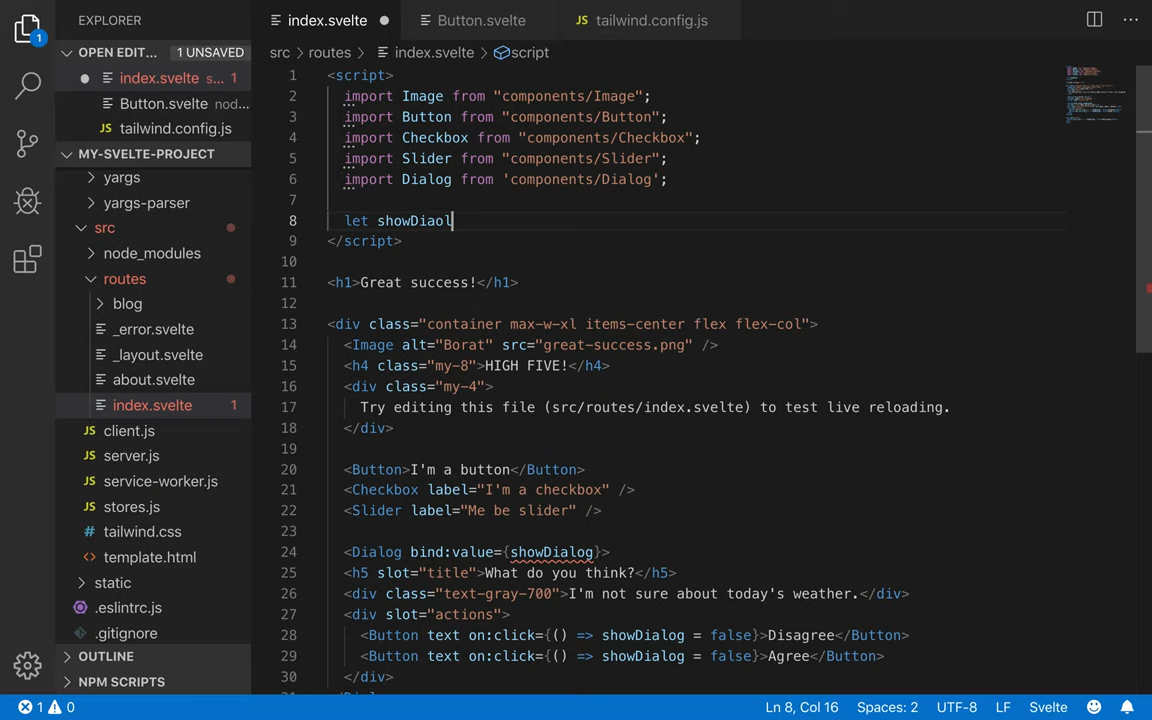 EXPLORER
index.svelte
Button.svelte
JS tailwind.config.js
1
OPEN EDIT... 1 UNSAVED
src > routes > index.svelte > script
index.svelte s... 1
Button.svelte nod...
JS tailwind.config.js
MY-SVELTE-PROJECT
yargs
yargs-parser
src
node_modules
routes
blog
_error.svelte
_layout.svelte
about.svelte
index.svelte 1
JS client.js
JS server.js
JS service-worker.js
JS stores.js
# tailwind.css
<> template.html
static
.eslintrc.js
.gitignore
OUTLINE
NPM SCRIPTS
1 <script>
2 import Image from "components/Image";
3 import Button from "components/Button";
4 import Checkbox from "components/Checkbox";
5 import Slider from "components/Slider";
6 import Dialog from 'components/Dialog';
7
8 let showDiaol
9 </script>
10
11 <h1>Great success!</h1>
12
13 <div class="container max-w-xl items-center flex flex-col">
14 <Image alt="Borat" src="great-success.png" />
15 <h4 class="my-8">HIGH FIVE!</h4>
16 <div class="my-4">
17 Try editing this file (src/routes/index.svelte) to test live reloading.
18 </div>
19
20 <Button>I'm a button</Button>
21 <Checkbox label="I'm a checkbox" />
22 <Slider label="Me be slider" />
23
24 <Dialog bind:value={showDialog}>
25 <h5 slot="title">What do you think?</h5>
26 <div class="text-gray-700">I'm not sure about today's weather.</div>
27 <div slot="actions">
28 <Button text on:click={() => showDialog = false}>Disagree</Button>
29 <Button text on:click={() => showDialog = false}>Agree</Button>
30 </div>
1 0
Ln 8, Col 16 Spaces: 2 UTF-8 LF Svelte